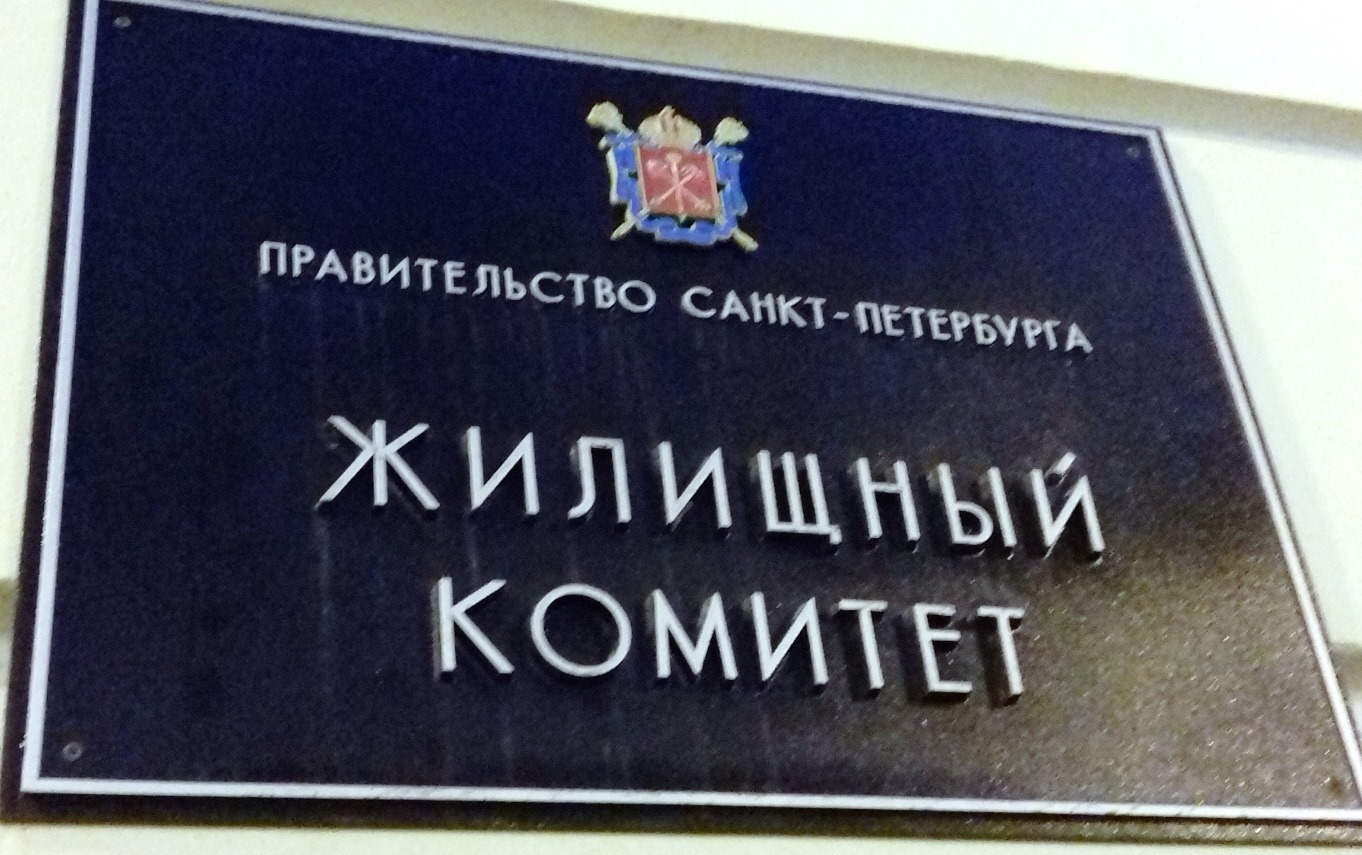 ПРАВИТЕЛЬСТВО САНКТ-ПЕТЕРБУРГА
ЖИЛИЩНЫЙ
КОМИТЕТ